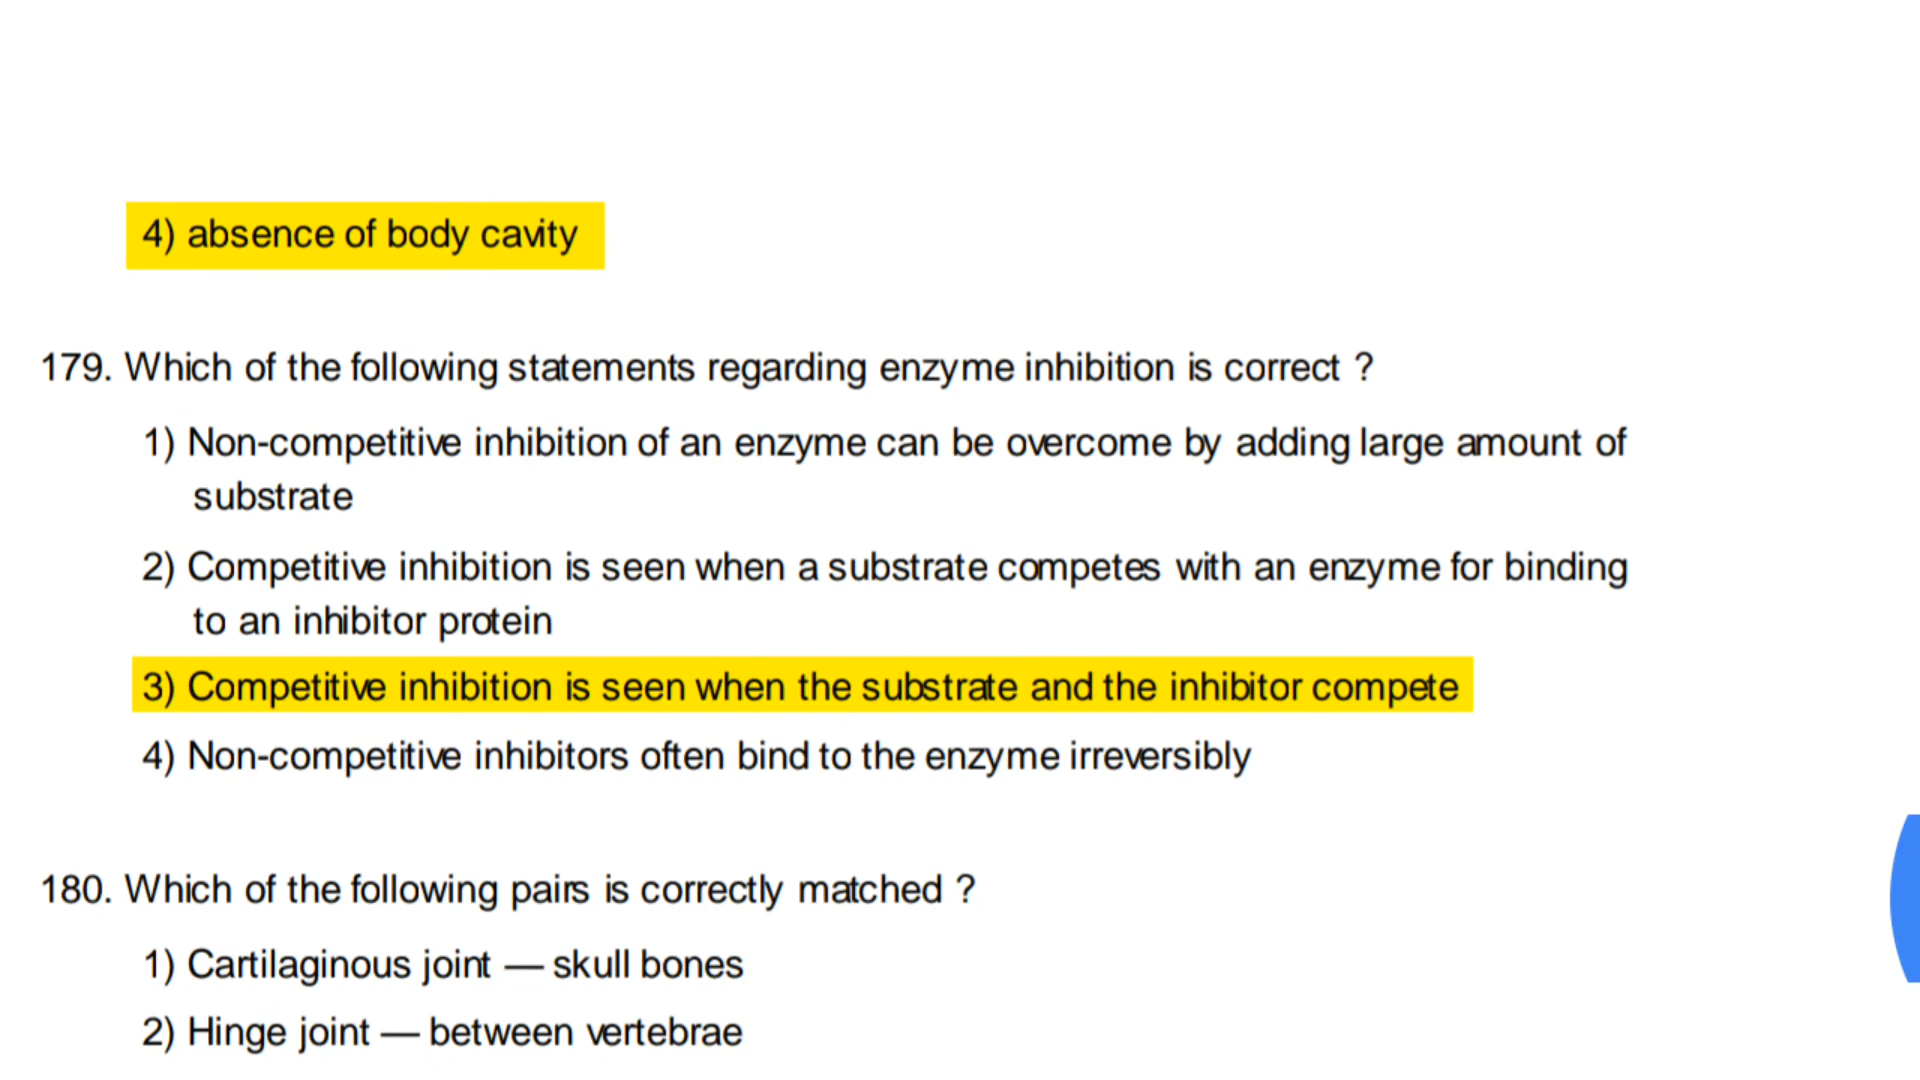 4) absence of body cavity
179. Which of the following statements regarding enzyme inhibition is correct ?
1) Non-competitive inhibition of an enzyme can be overcome by adding large amount of
substrate
2) Competitive inhibition is seen when a substrate competes with an enzyme for binding
to an inhibitor protein
3) Competitive inhibition is seen when the substrate and the inhibitor compete
4) Non-competitive inhibitors often bind to the enzyme irreversibly
180. Which of the following pairs is correctly matched ?
1) Cartilaginous joint — skull bones
2) Hinge joint — between vertebrae